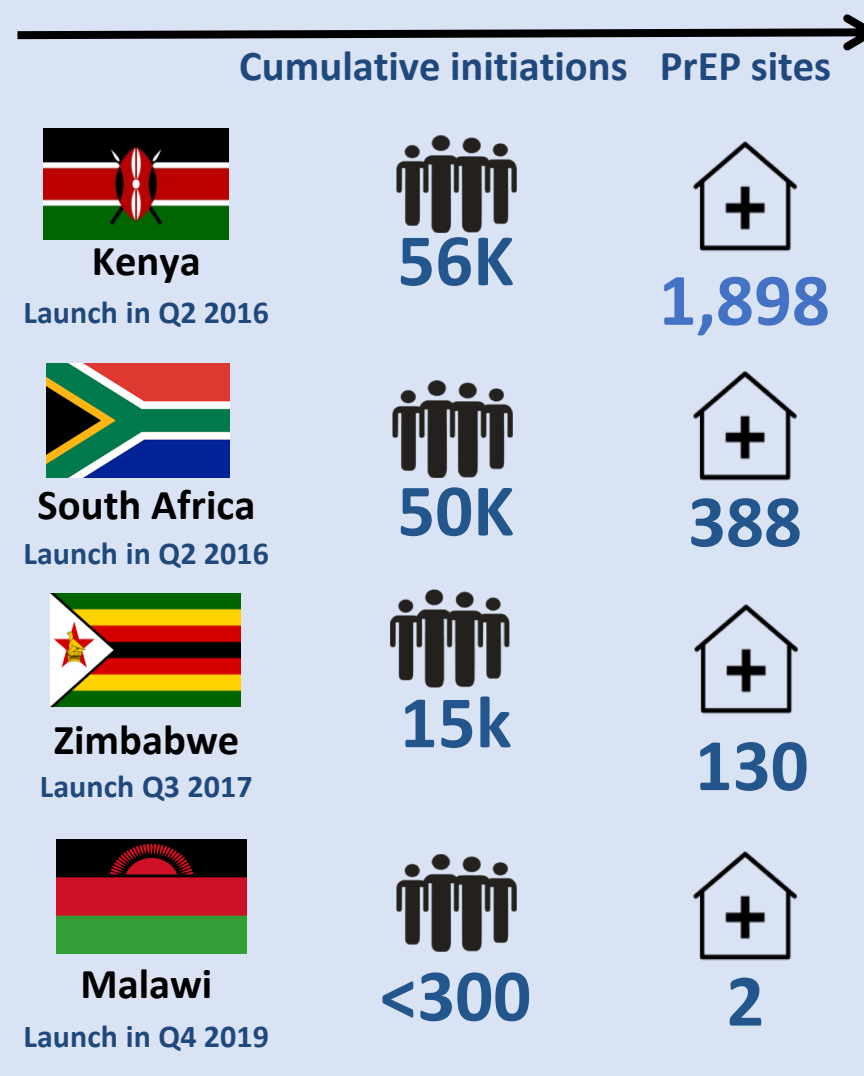 Cumulative initiations PrEP sites
Kenya
Launch in Q2 2016
56K
1,898
South Africa
Launch in Q2 2016
50K
388
Zimbabwe
Launch Q3 2017
15k
130
Malawi
Launch in Q4 2019
<300
2